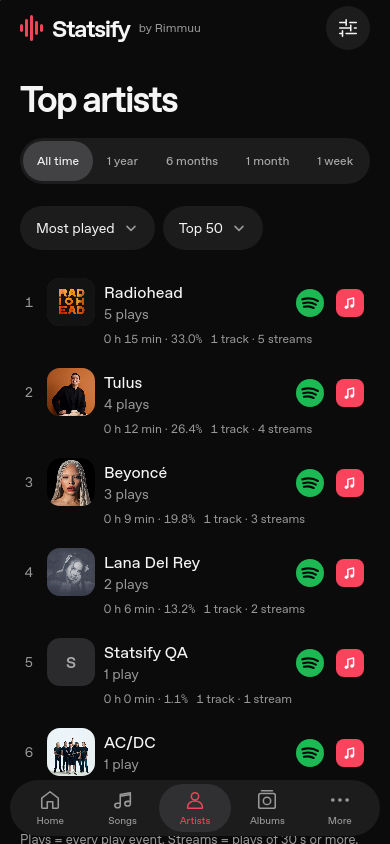 Statsify by Rimmuu
Top artists
All time 1 year 6 months 1 month 1 week
Most played Top 50
1 RAD
IOH
EAD
Radiohead
5 plays
0 h 15 min · 33.0% 1 track · 5 streams
2 Tulus
4 plays
0 h 12 min · 26.4% 1 track · 4 streams
3 Beyoncé
3 plays
0 h 9 min · 19.8% 1 track · 3 streams
4 Lana Del Rey
2 plays
0 h 6 min · 13.2% 1 track · 2 streams
5 S Statsify QA
1 play
0 h 0 min · 1.1% 1 track · 1 stream
6 AC/DC
1 play
Home Songs Artists Albums More
Plays = every play event. Streams = plays of 30 s or more.